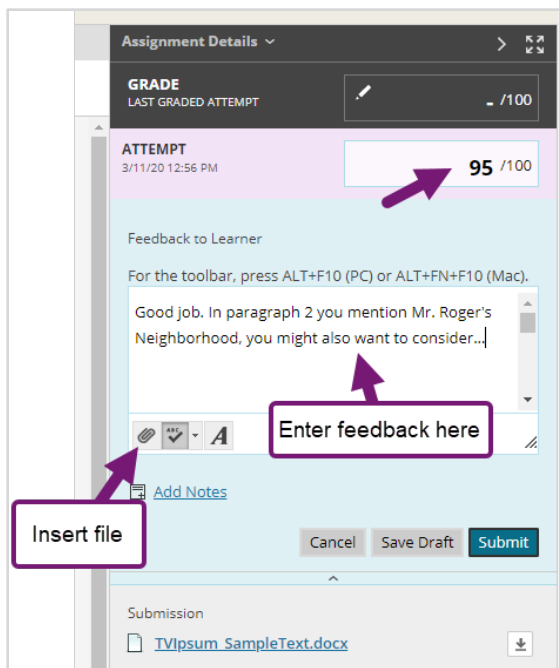 Assignment Details
GRADE
LAST GRADED ATTEMPT
- /100
ATTEMPT
3/11/20 12:56 PM
95 /100
Feedback to Learner
For the toolbar, press ALT+F10 (PC) or ALT+FN+F10 (Mac).
Good job. In paragraph 2 you mention Mr. Roger's
Neighborhood, you might also want to consider...
ABC
A
Enter feedback here
Add Notes
Insert file
Cancel Save Draft Submit
Submission
TVIpsum_SampleText.docx